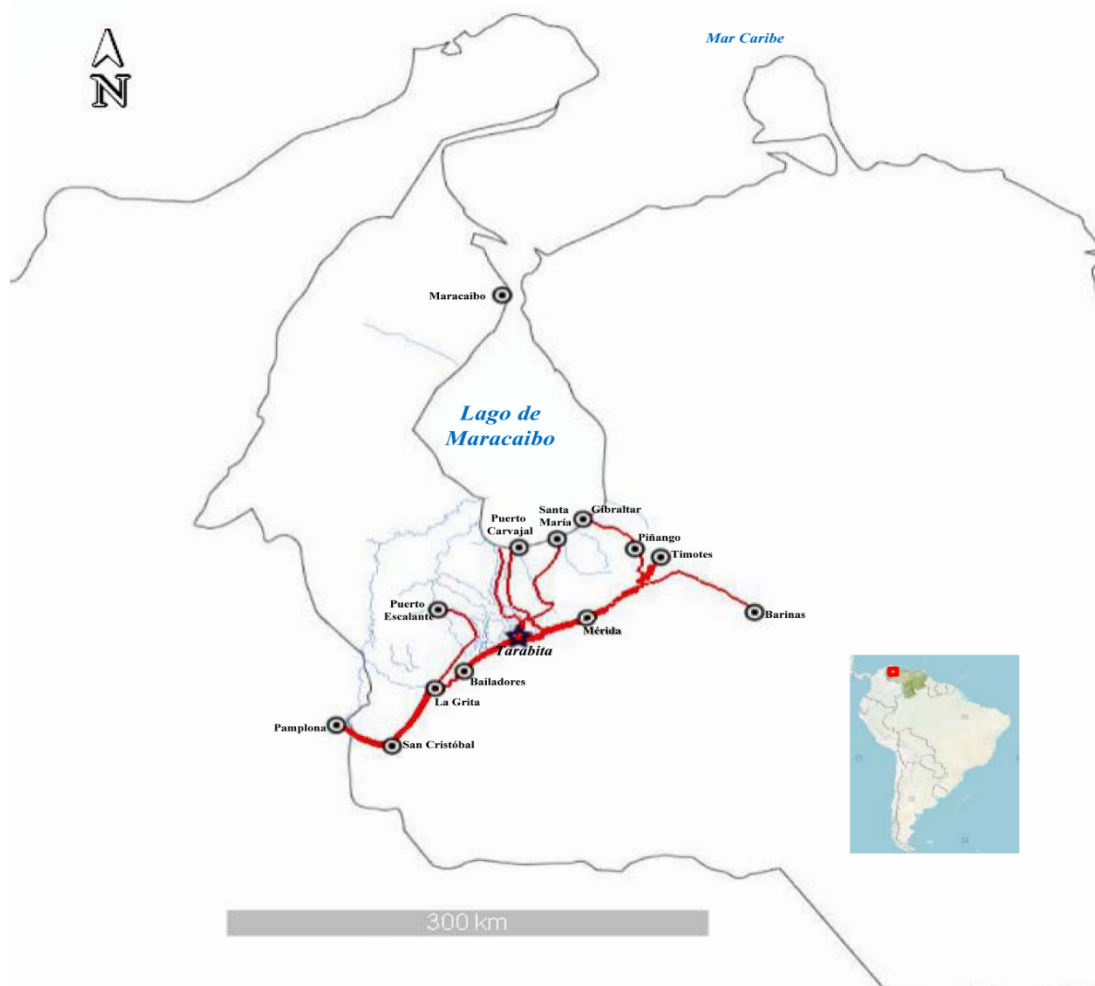 Mar Caribe
N
Maracaibo
Lago de
Maracaibo
Puerto
Carvajal
Santa
María
Gibraltar
Piñango
Timotes
Puerto
Escalante
Barinas
Mérida
Tarabita
Bailadores
La Grita
Pamplona
San Cristóbal
300 km